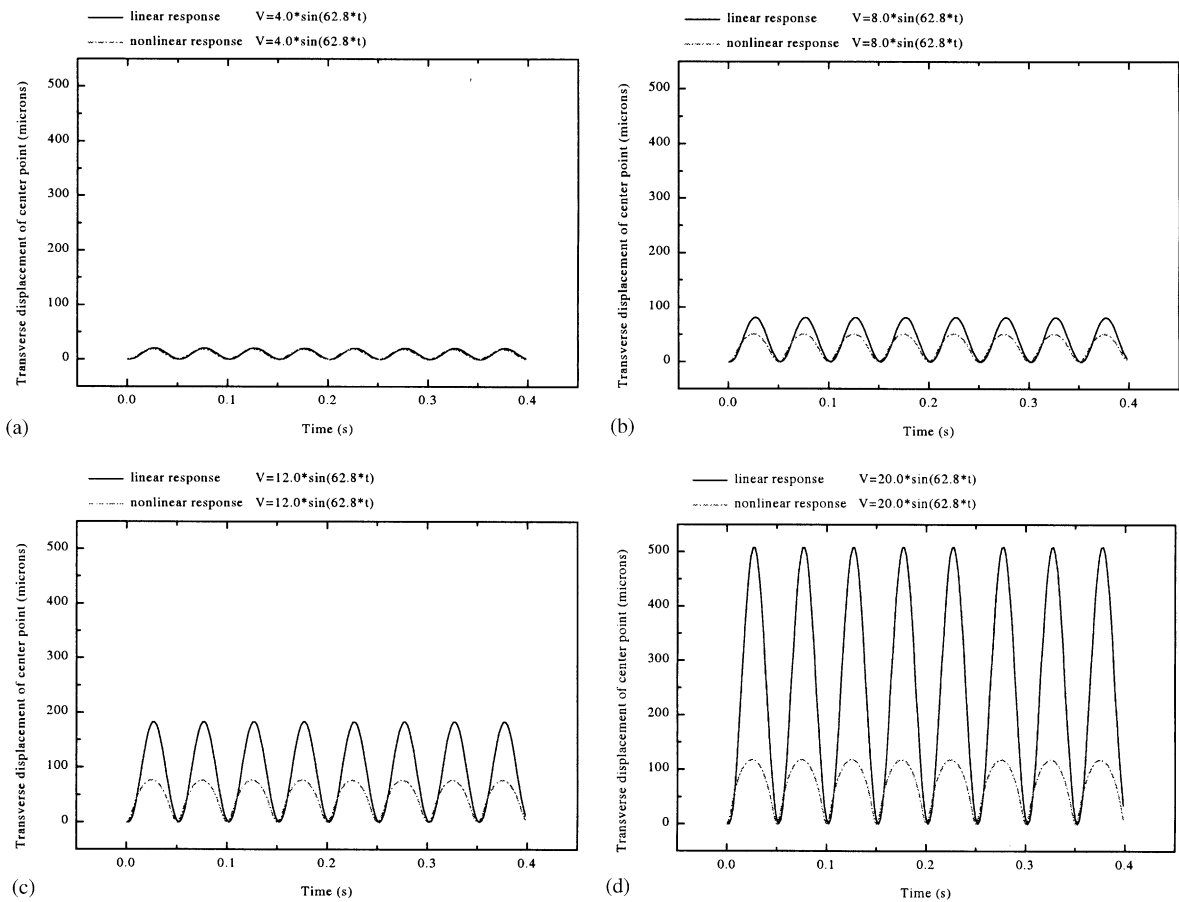 linear response V=4.0*sin(62.8*t)
nonlinear response V=4.0*sin(62.8*t)
500
400
300
200
100
0
Transverse displacement of center point (microns)
0.0 0.1 0.2 0.3 0.4
Time (s)
(a)
linear response V=8.0*sin(62.8*t)
nonlinear response V=8.0*sin(62.8*t)
500
400
300
200
100
0
Transverse displacement of center point (microns)
0.0 0.1 0.2 0.3 0.4
Time (s)
(b)
linear response V=12.0*sin(62.8*t)
nonlinear response V=12.0*sin(62.8*t)
500
400
300
200
100
0
Transverse displacement of center point (microns)
0.0 0.1 0.2 0.3 0.4
Time (s)
(c)
linear response V=20.0*sin(62.8*t)
nonlinear response V=20.0*sin(62.8*t)
500
400
300
200
100
0
Transverse displacement of center point (microns)
0.0 0.1 0.2 0.3 0.4
Time (s)
(d)